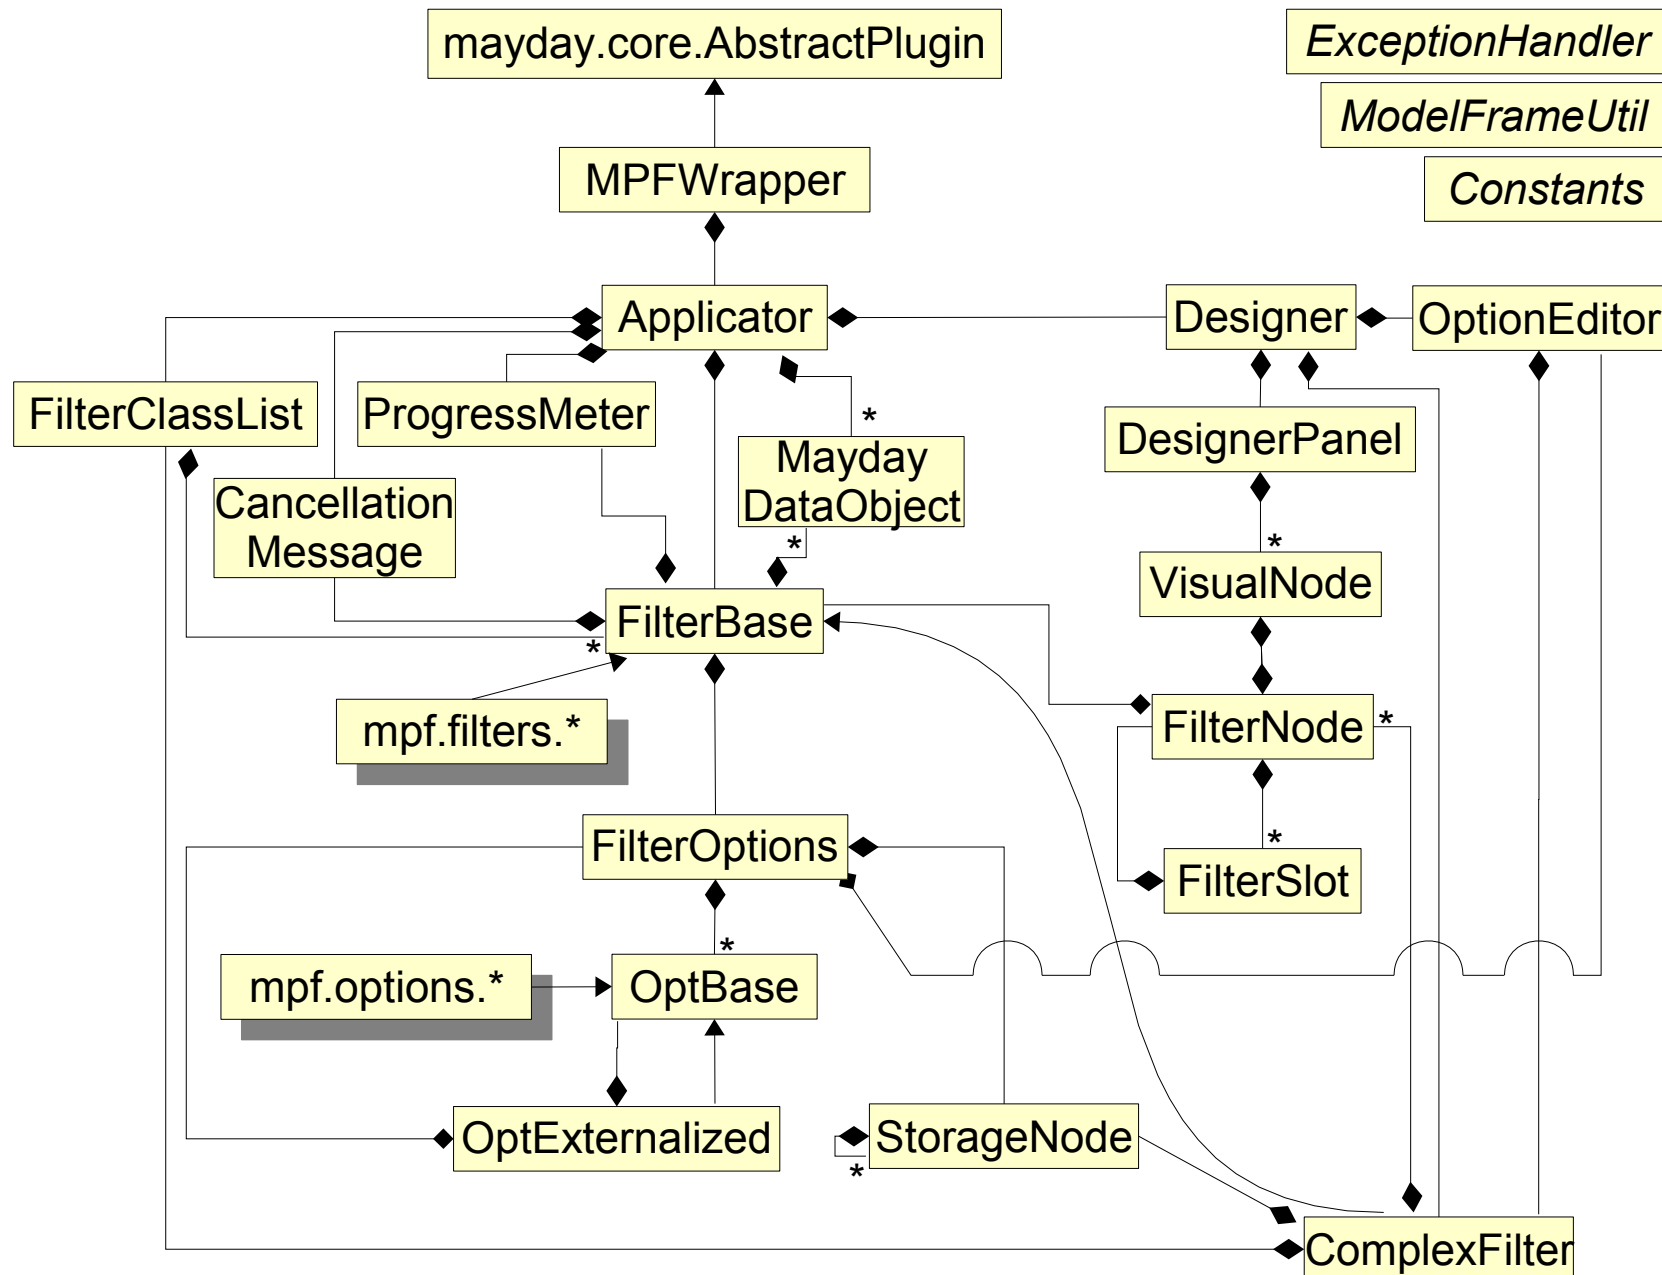 mayday.core.AbstractPlugin
ExceptionHandler
ModelFrameUtil
MPFWrapper
Constants
Applicator
Designer
OptionEditor
FilterClassList
ProgressMeter
*
Mayday
DataObject
DesignerPanel
Cancellation
Message
*
*
VisualNode
FilterBase
*
mpf.filters.*
FilterNode
*
FilterOptions
*
FilterSlot
*
mpf.options.*
OptBase
OptExternalized
StorageNode
*
ComplexFilter